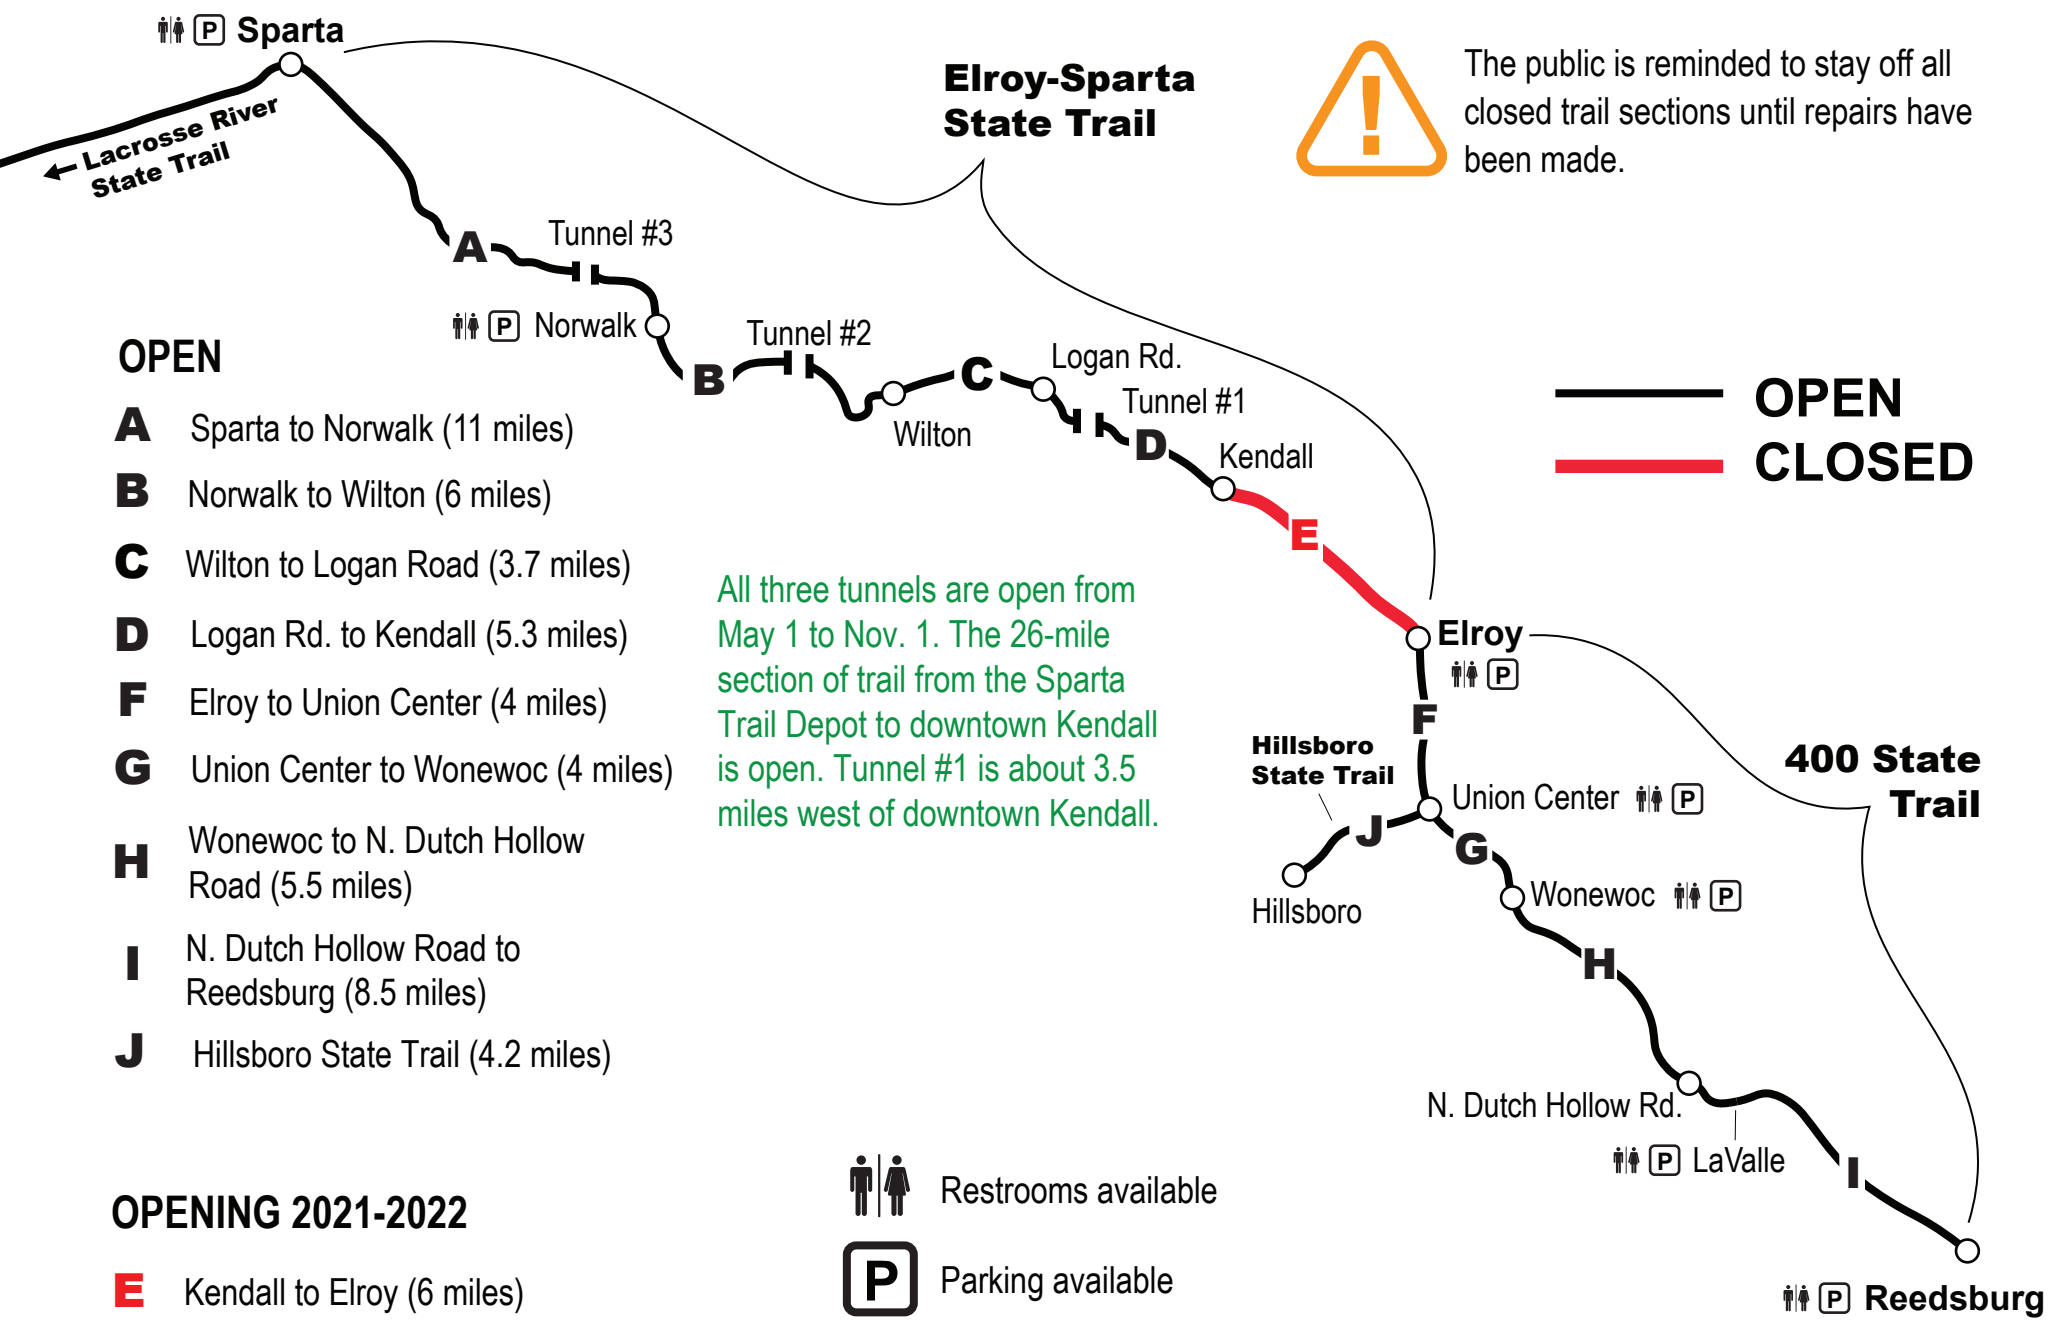 P Sparta
Lacrosse River
State Trail
Elroy-Sparta
State Trail
!
The public is reminded to stay off all
closed trail sections until repairs have
been made.
A
Tunnel #3
P Norwalk
B
Tunnel #2
Wilton
C
Logan Rd.
Tunnel #1
D
Kendall
E
Elroy
P
F
Hillsboro
State Trail
J
Hillsboro
Union Center P
G
Wonewoc P
H
400 State
Trail
N. Dutch Hollow Rd.
P LaValle
I
P Reedsburg
OPEN
CLOSED
OPEN
A Sparta to Norwalk (11 miles)
B Norwalk to Wilton (6 miles)
C Wilton to Logan Road (3.7 miles)
D Logan Rd. to Kendall (5.3 miles)
F Elroy to Union Center (4 miles)
G Union Center to Wonewoc (4 miles)
H Wonewoc to N. Dutch Hollow
Road (5.5 miles)
I N. Dutch Hollow Road to
Reedsburg (8.5 miles)
J Hillsboro State Trail (4.2 miles)
All three tunnels are open from
May 1 to Nov. 1. The 26-mile
section of trail from the Sparta
Trail Depot to downtown Kendall
is open. Tunnel #1 is about 3.5
miles west of downtown Kendall.
OPENING 2021-2022
E Kendall to Elroy (6 miles)
Restrooms available
P Parking available